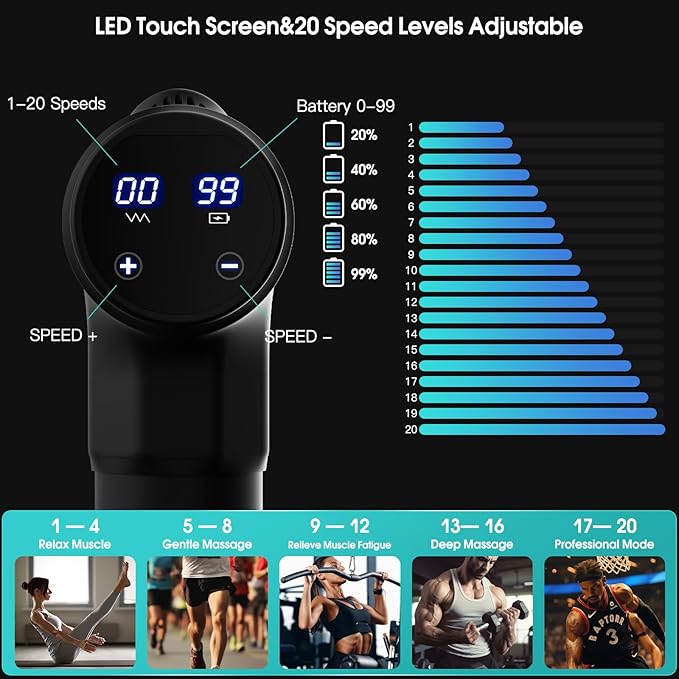 LED Touch Screen&20 Speed Levels Adjustable
1-20 Speeds
Battery 0-99
00
99
SPEED +
SPEED -
20%
40%
60%
80%
99%
1
2
3
4
5
6
7
8
9
10
11
12
13
14
15
16
17
18
19
20
1 — 4
Relax Muscle
5 — 8
Gentle Massage
9 — 12
Relieve Muscle Fatigue
13 — 16
Deep Massage
17 — 20
Professional Mode
RAPTORS
3